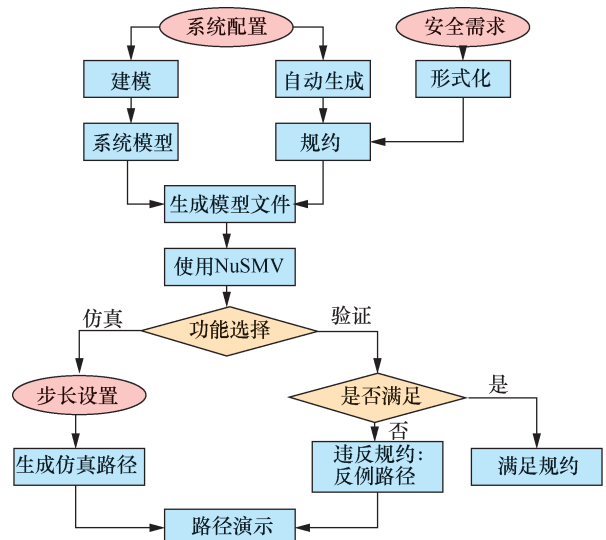 系统配置
安全需求
建模
自动生成
形式化
系统模型
规约
生成模型文件
使用NuSMV
仿真
功能选择
验证
步长设置
是否满足
是
否
生成仿真路径
违反规约：
反例路径
满足规约
路径演示